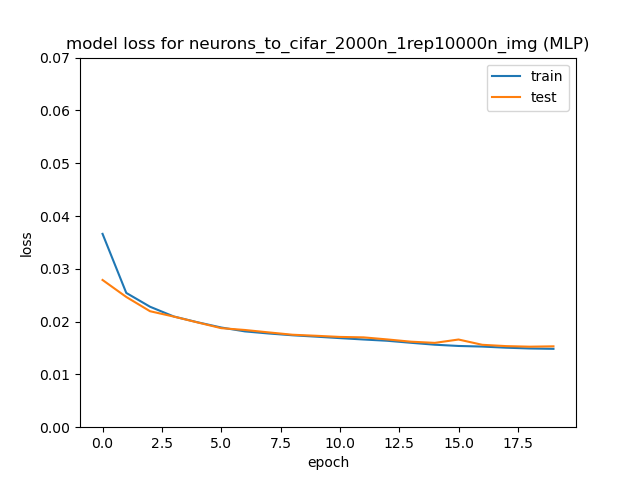 model loss for neurons_to_cifar_2000n_1rep10000n_img (MLP)
0.07
0.06
0.05
0.04
0.03
0.02
0.01
0.00
loss
train
test
0.0 2.5 5.0 7.5 10.0 12.5 15.0 17.5
epoch